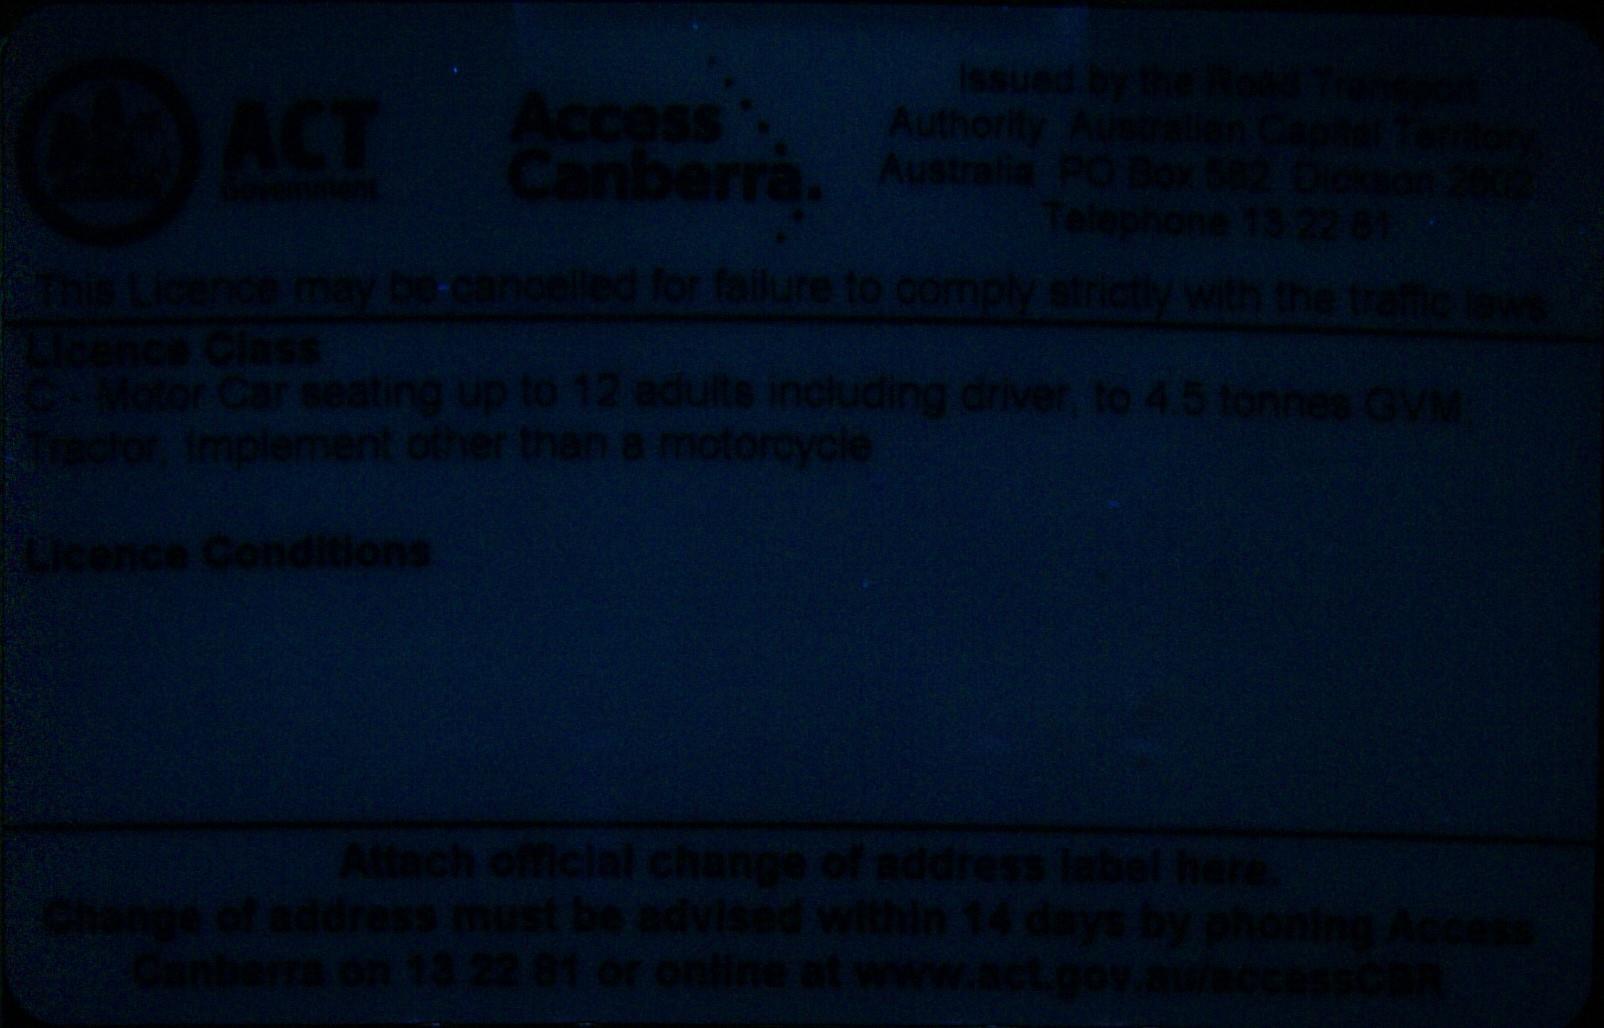 ACT
Government
Access
Canberra.
Issued by the Road Transport
Authority Australian Capital Territory,
Australia PO Box 582 Dickson 2602
Telephone 13 22 81
This Licence may be cancelled for failure to comply strictly with the traffic laws
Licence Class
C - Motor Car seating up to 12 adults including driver, to 4.5 tonnes GVM,
Tractor, Implement other than a motorcycle
Licence Conditions
Attach official change of address label here.
Change of address must be advised within 14 days by phoning Access
Canberra on 13 22 81 or online at www.act.gov.au/accessCBR